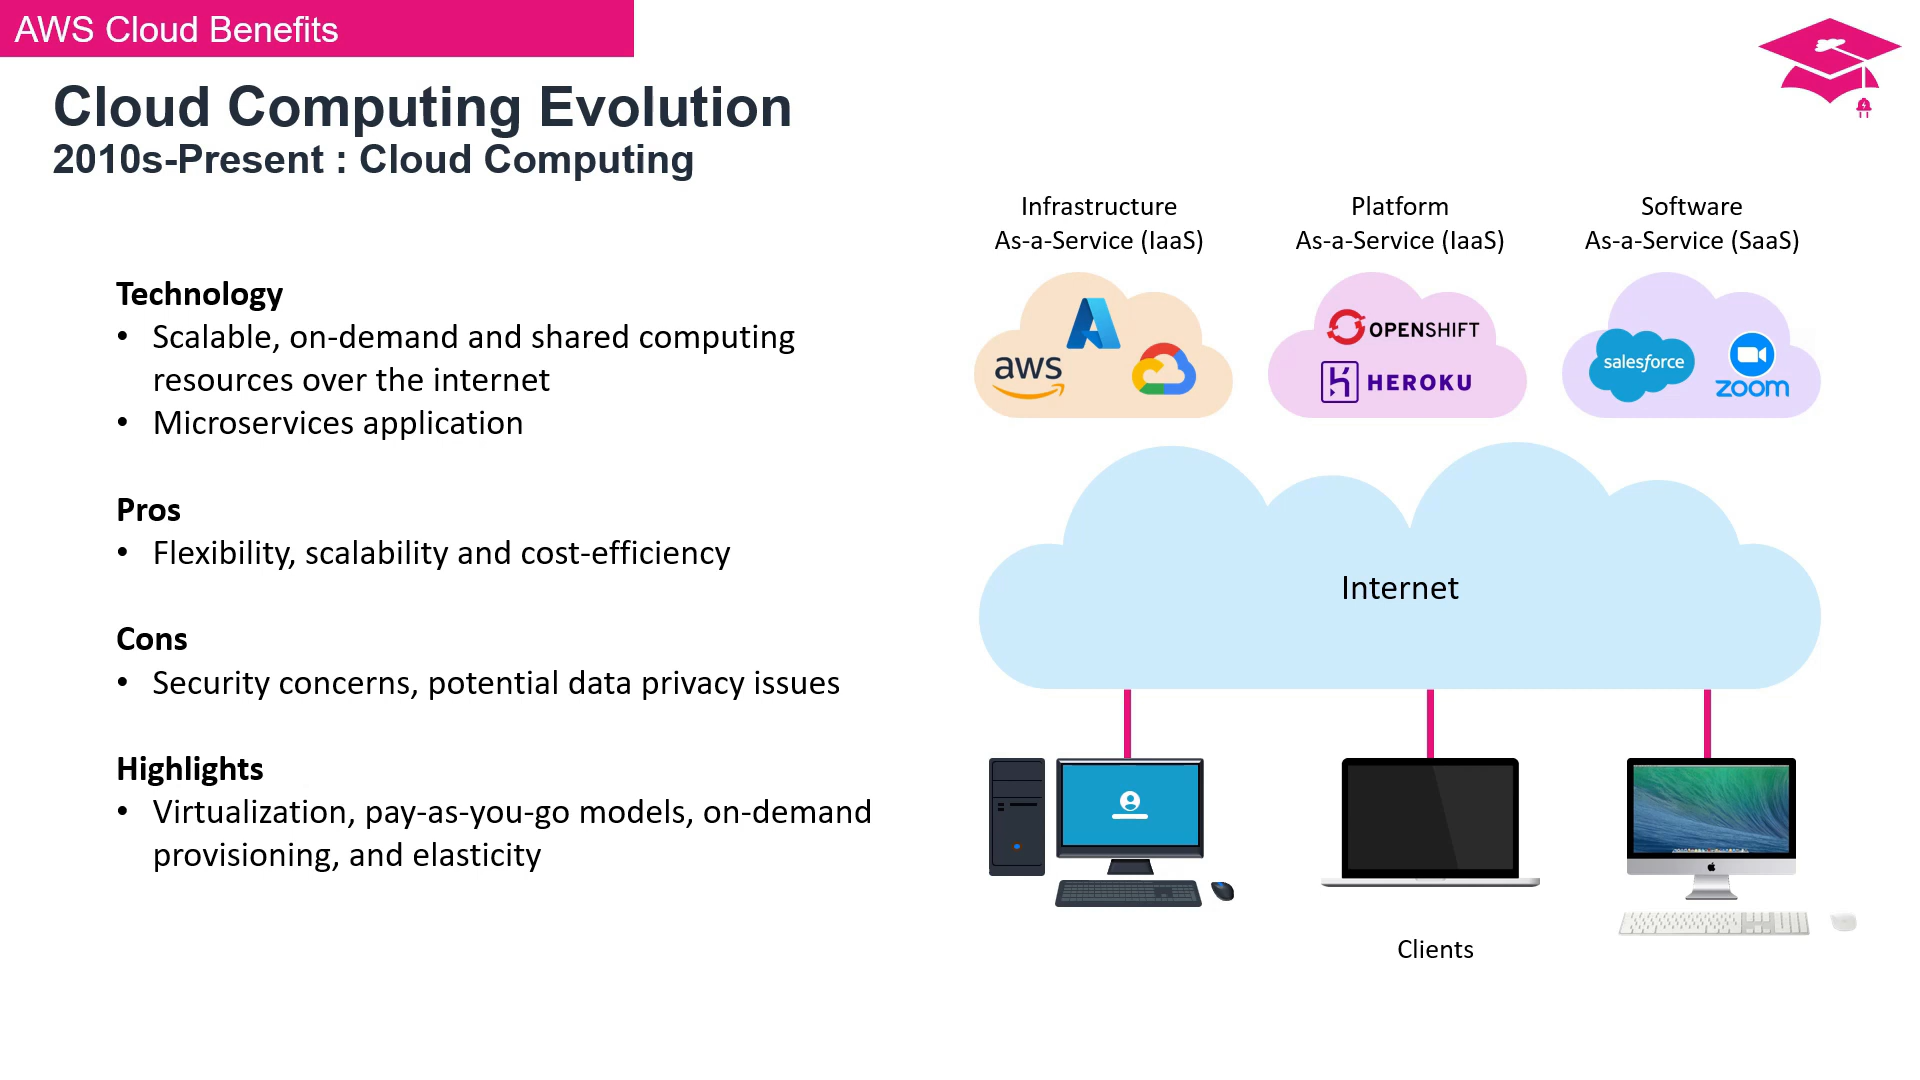 AWS Cloud Benefits
Cloud Computing Evolution
2010s-Present : Cloud Computing
Technology
• Scalable, on-demand and shared computing
resources over the internet
• Microservices application
Pros
• Flexibility, scalability and cost-efficiency
Cons
• Security concerns, potential data privacy issues
Highlights
• Virtualization, pay-as-you-go models, on-demand
provisioning, and elasticity
Infrastructure
As-a-Service (IaaS)
Platform
As-a-Service (IaaS)
Software
As-a-Service (SaaS)
aws
OPENSHIFT
HEROKU
salesforce
zoom
Internet
Clients